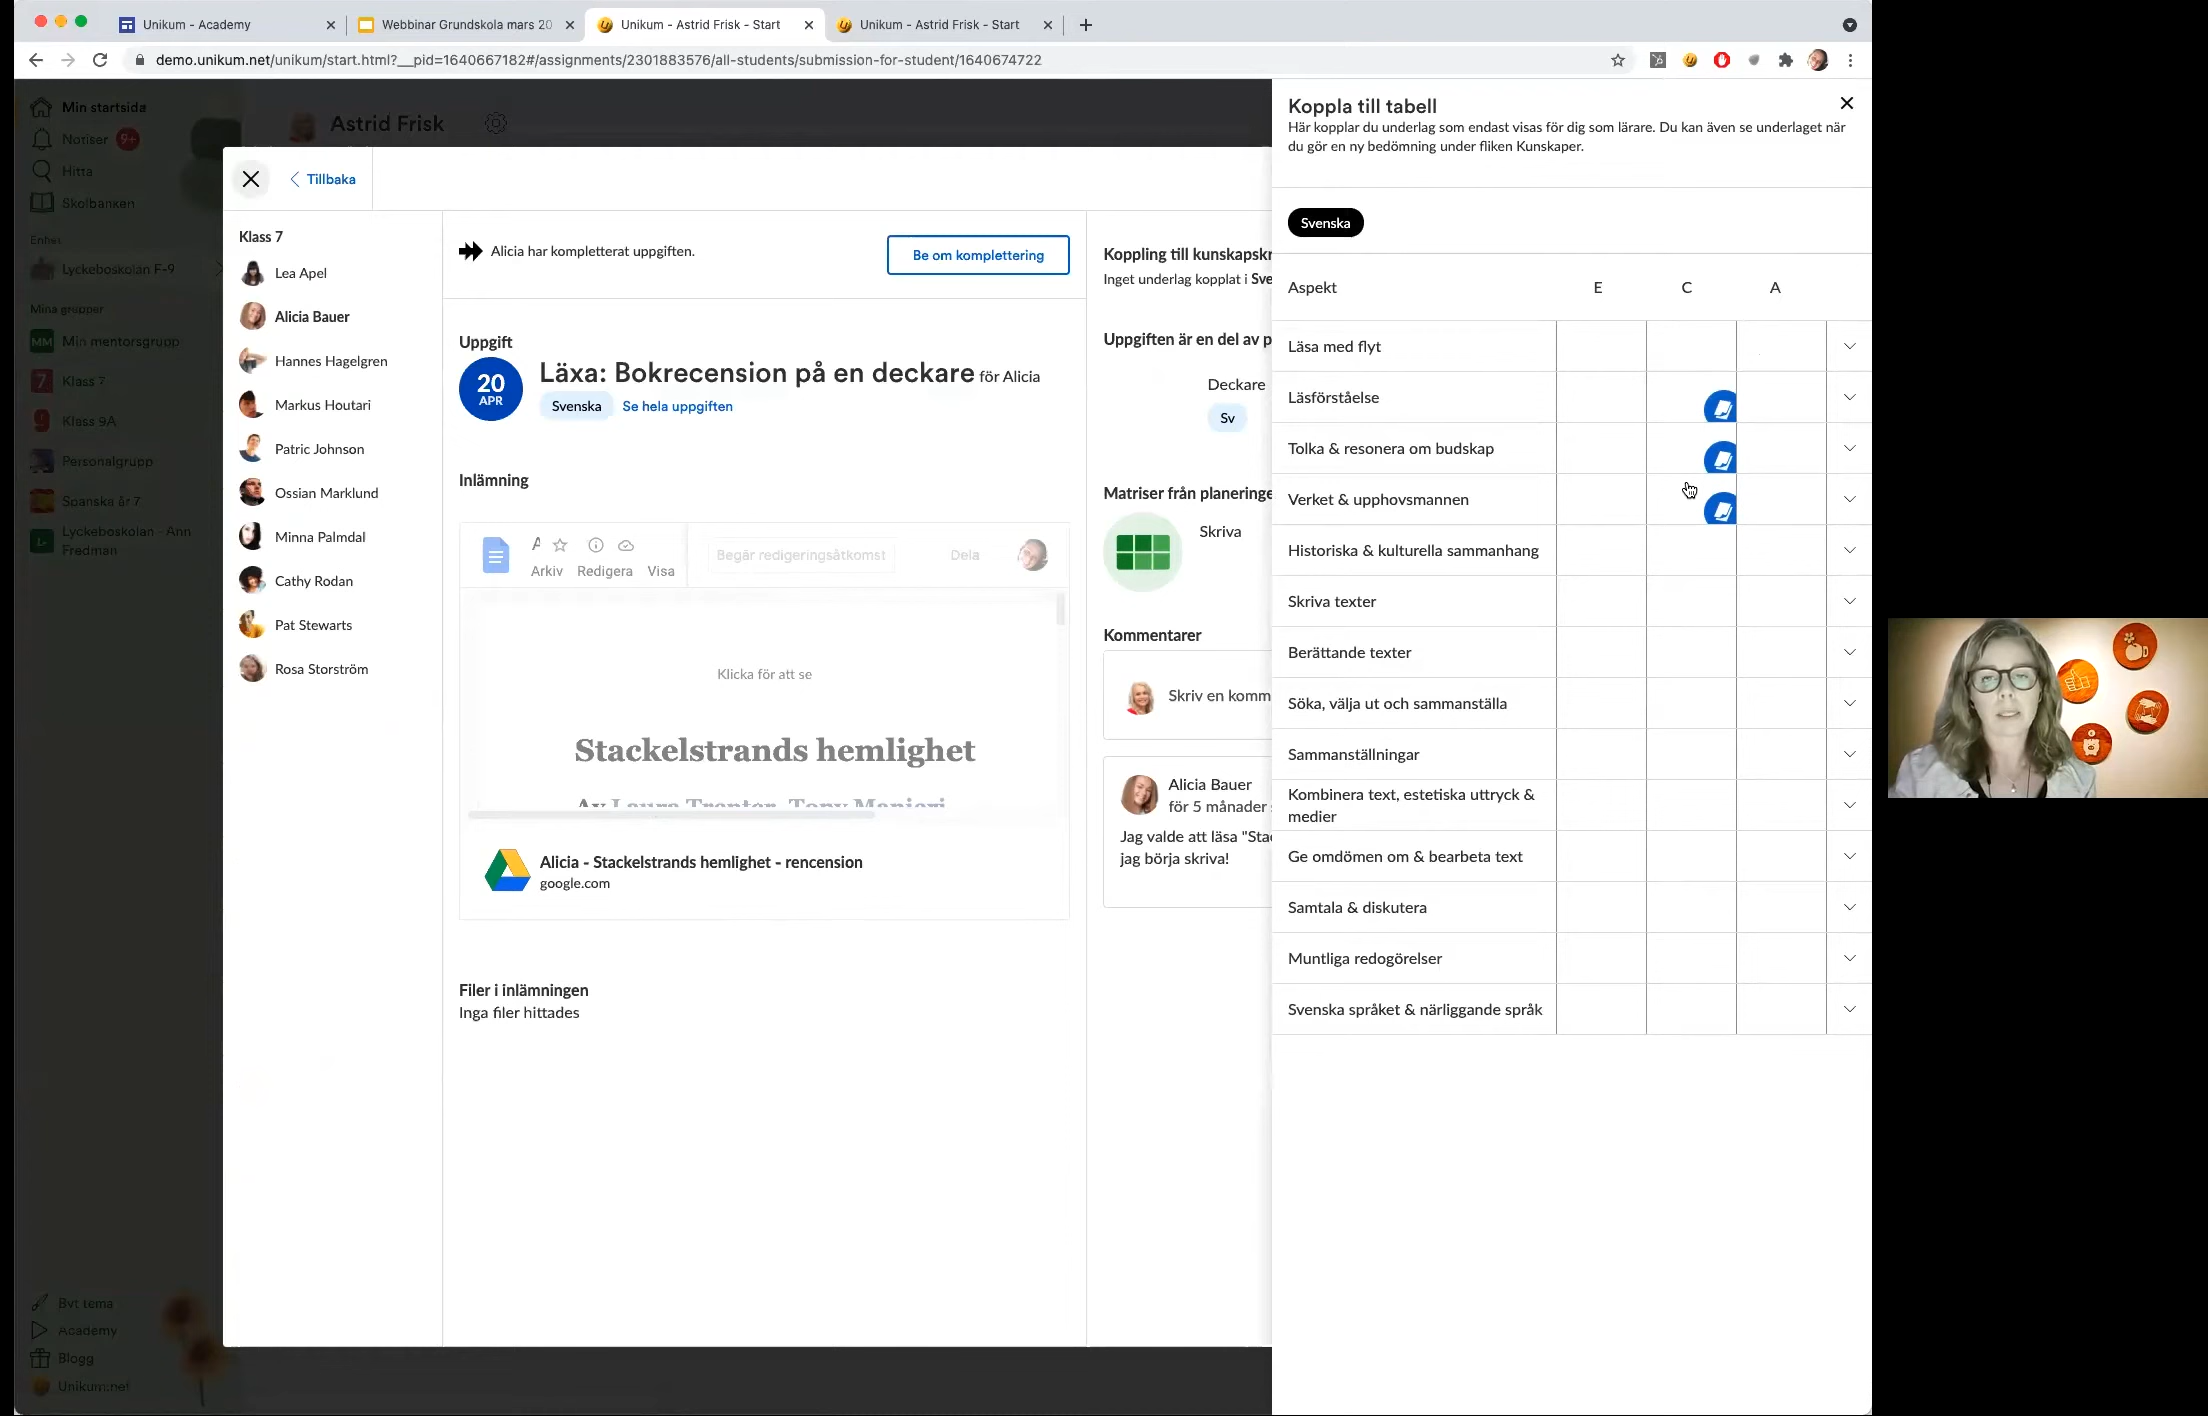 Unikum - Academy
Webbinar Grundskola mars 20
Unikum - Astrid Frisk - Start
Unikum - Astrid Frisk - Start
demo.unikum.net/unikum/start.html?__pid=1640667182#/assignments/2301883576/all-students/submission-for-student/1640674722
Min startsida
Notiser 9+
Hitta
Skolbanken
Enhet
Lyckeboskolan F-9
Mina grupper
MM Min mentorsgrupp
7 Klass 7
9 Klass 9A
Personalgrupp
Spanska år 7
L- Lyckeboskolan - Ann
Fredman
Byt tema
Academy
Blogg
Unikum.net
Astrid Frisk
Tillbaka
Klass 7
Lea Apel
Alicia Bauer
Hannes Hagelgren
Markus Houtari
Patric Johnson
Ossian Marklund
Minna Palmdal
Cathy Rodan
Pat Stewarts
Rosa Storström
Alicia har kompletterat uppgiften.
Be om komplettering
Uppgift
20
APR
Läxa: Bokrecension på en deckare för Alicia
Svenska Se hela uppgiften
Inlämning
Begär redigeringsåtkomst
Dela
Arkiv Redigera Visa
Klicka för att se
Stackelstrands hemlighet
Av Laura Trenter, Tony Manieri
Alicia - Stackelstrands hemlighet - rencension
google.com
Filer i inlämningen
Inga filer hittades
Koppling till kunskapskr
Inget underlag kopplat i Sve
Uppgiften är en del av p
Deckare
Sv
Matriser från planeringe
Skriva
Kommentarer
Skriv en komm
Alicia Bauer
för 5 månader
Jag valde att läsa "Sta
jag börja skriva!
Koppla till tabell
Här kopplar du underlag som endast visas för dig som lärare. Du kan även se underlaget när
du gör en ny bedömning under fliken Kunskaper.
Svenska
Aspekt E C A
Läsa med flyt
Läsförståelse
Tolka & resonera om budskap
Verket & upphovsmannen
Historiska & kulturella sammanhang
Skriva texter
Berättande texter
Söka, välja ut och sammanställa
Sammanställningar
Kombinera text, estetiska uttryck &
medier
Ge omdömen om & bearbeta text
Samtala & diskutera
Muntliga redogörelser
Svenska språket & närliggande språk